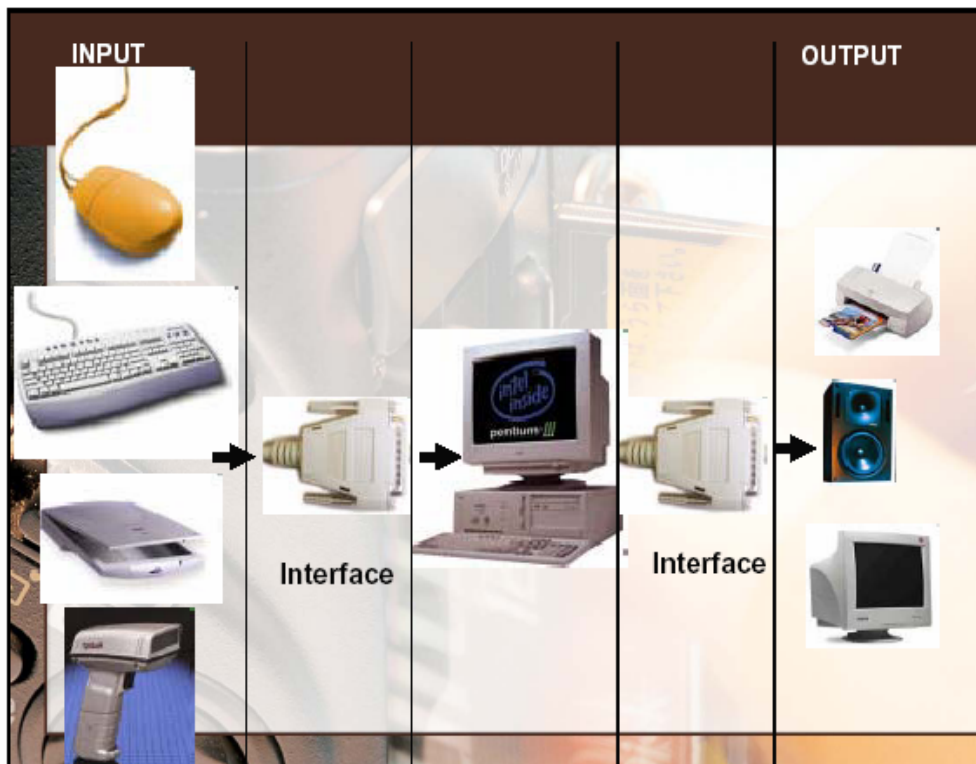 INPUT
OUTPUT
intel
inside
pentium III
Interface
Interface